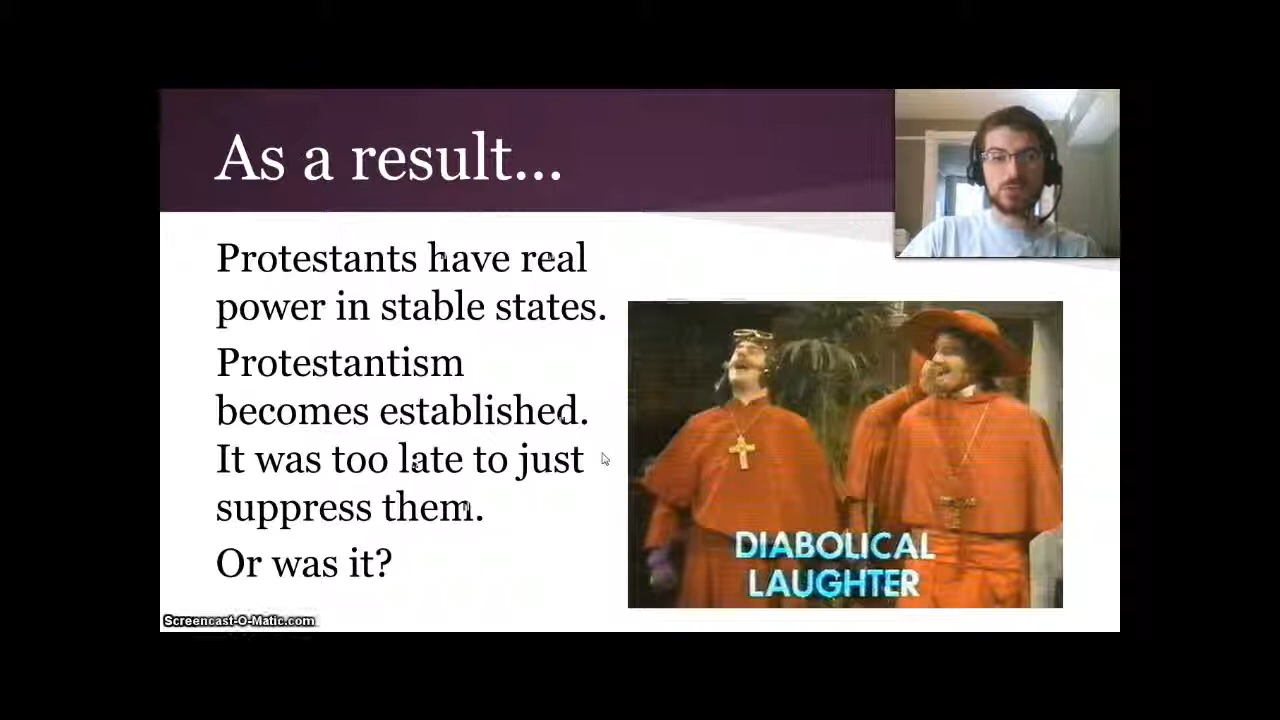 As a result...
Protestants have real
power in stable states.
Protestantism
becomes established.
It was too late to just
suppress them.
Or was it?
DIABOLICAL
LAUGHTER
Screencast-O-Matic.com